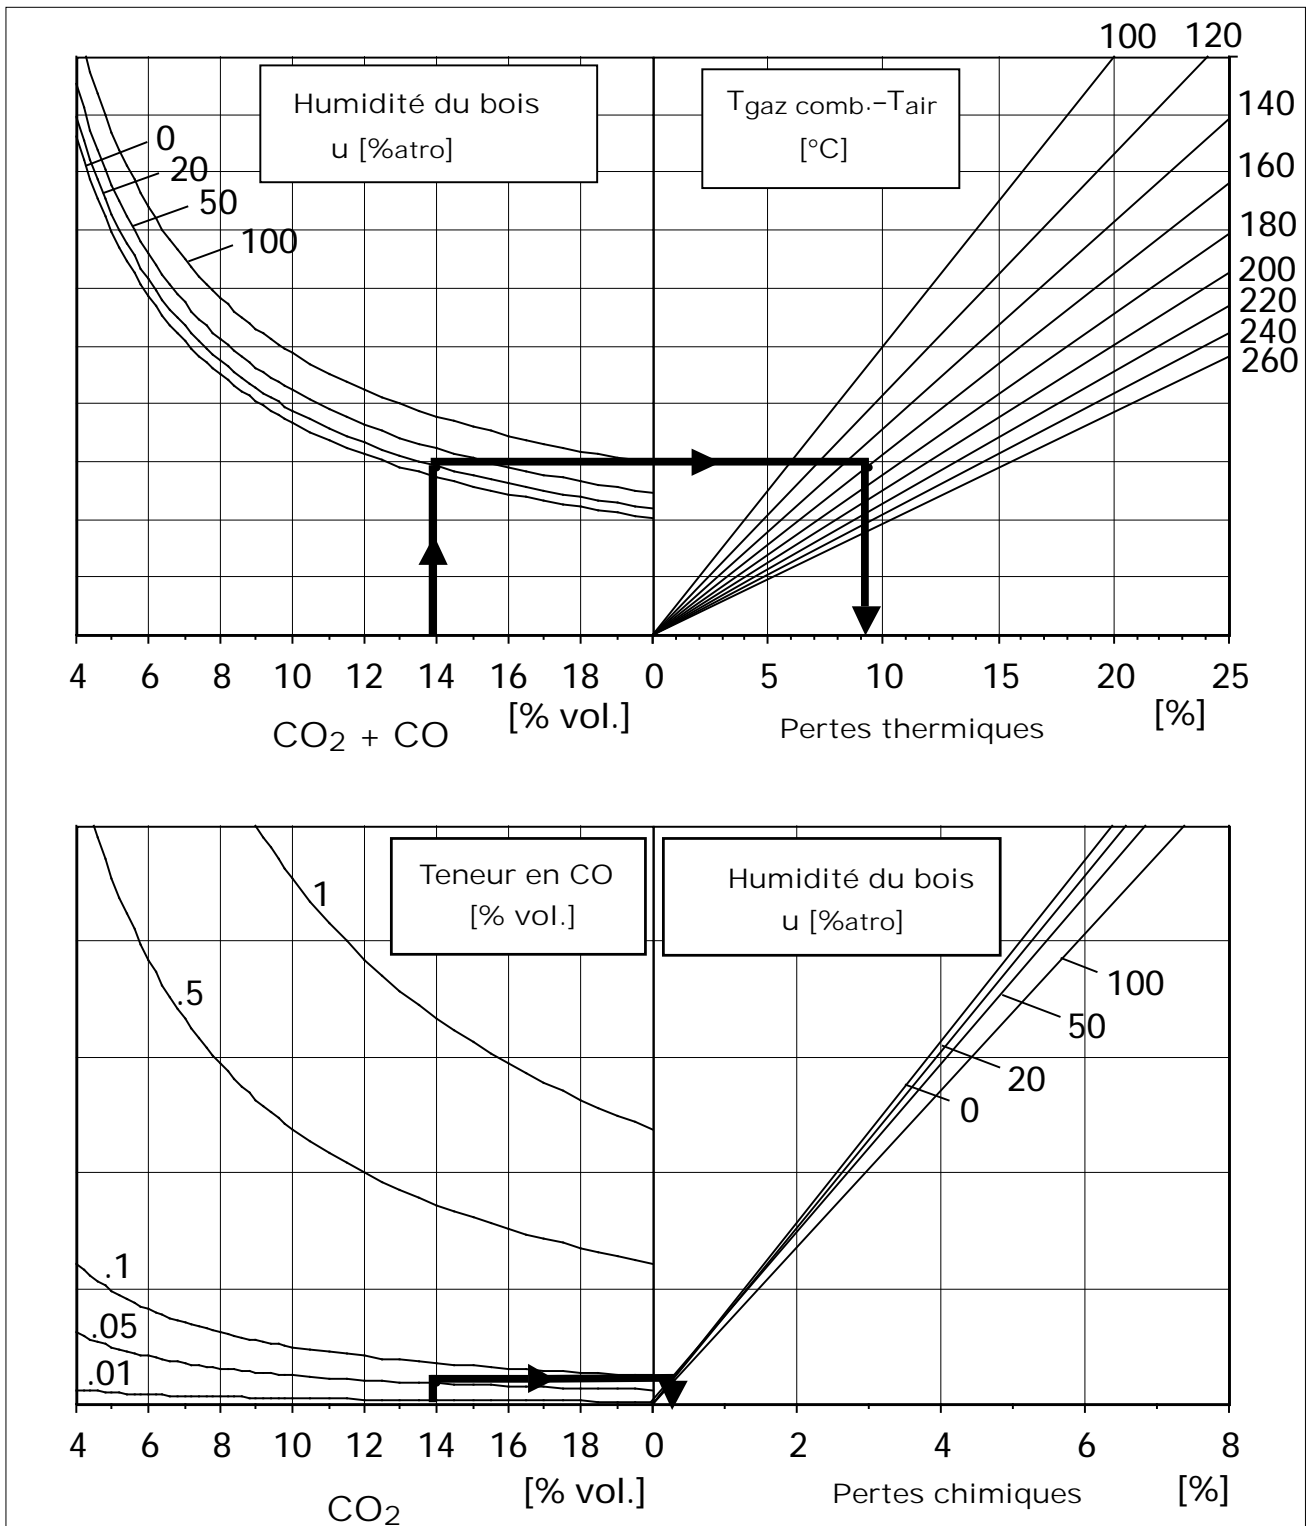 100 120
Humidité du bois
u [%atro]
Tgaz comb.-Tair
[°C]
140
0
160
20
50
180
100
200
220
240
260
4 6 8 10 12 14 16 18 0 5 10 15 20 25
CO2 + CO [% vol.] Pertes thermiques [%]
Teneur en CO
[% vol.]
Humidité du bois
u [%atro]
1
.5
100
50
20
0
.1
.05
.01
4 6 8 10 12 14 16 18 0 2 4 6 8
CO2 [% vol.] Pertes chimiques [%]